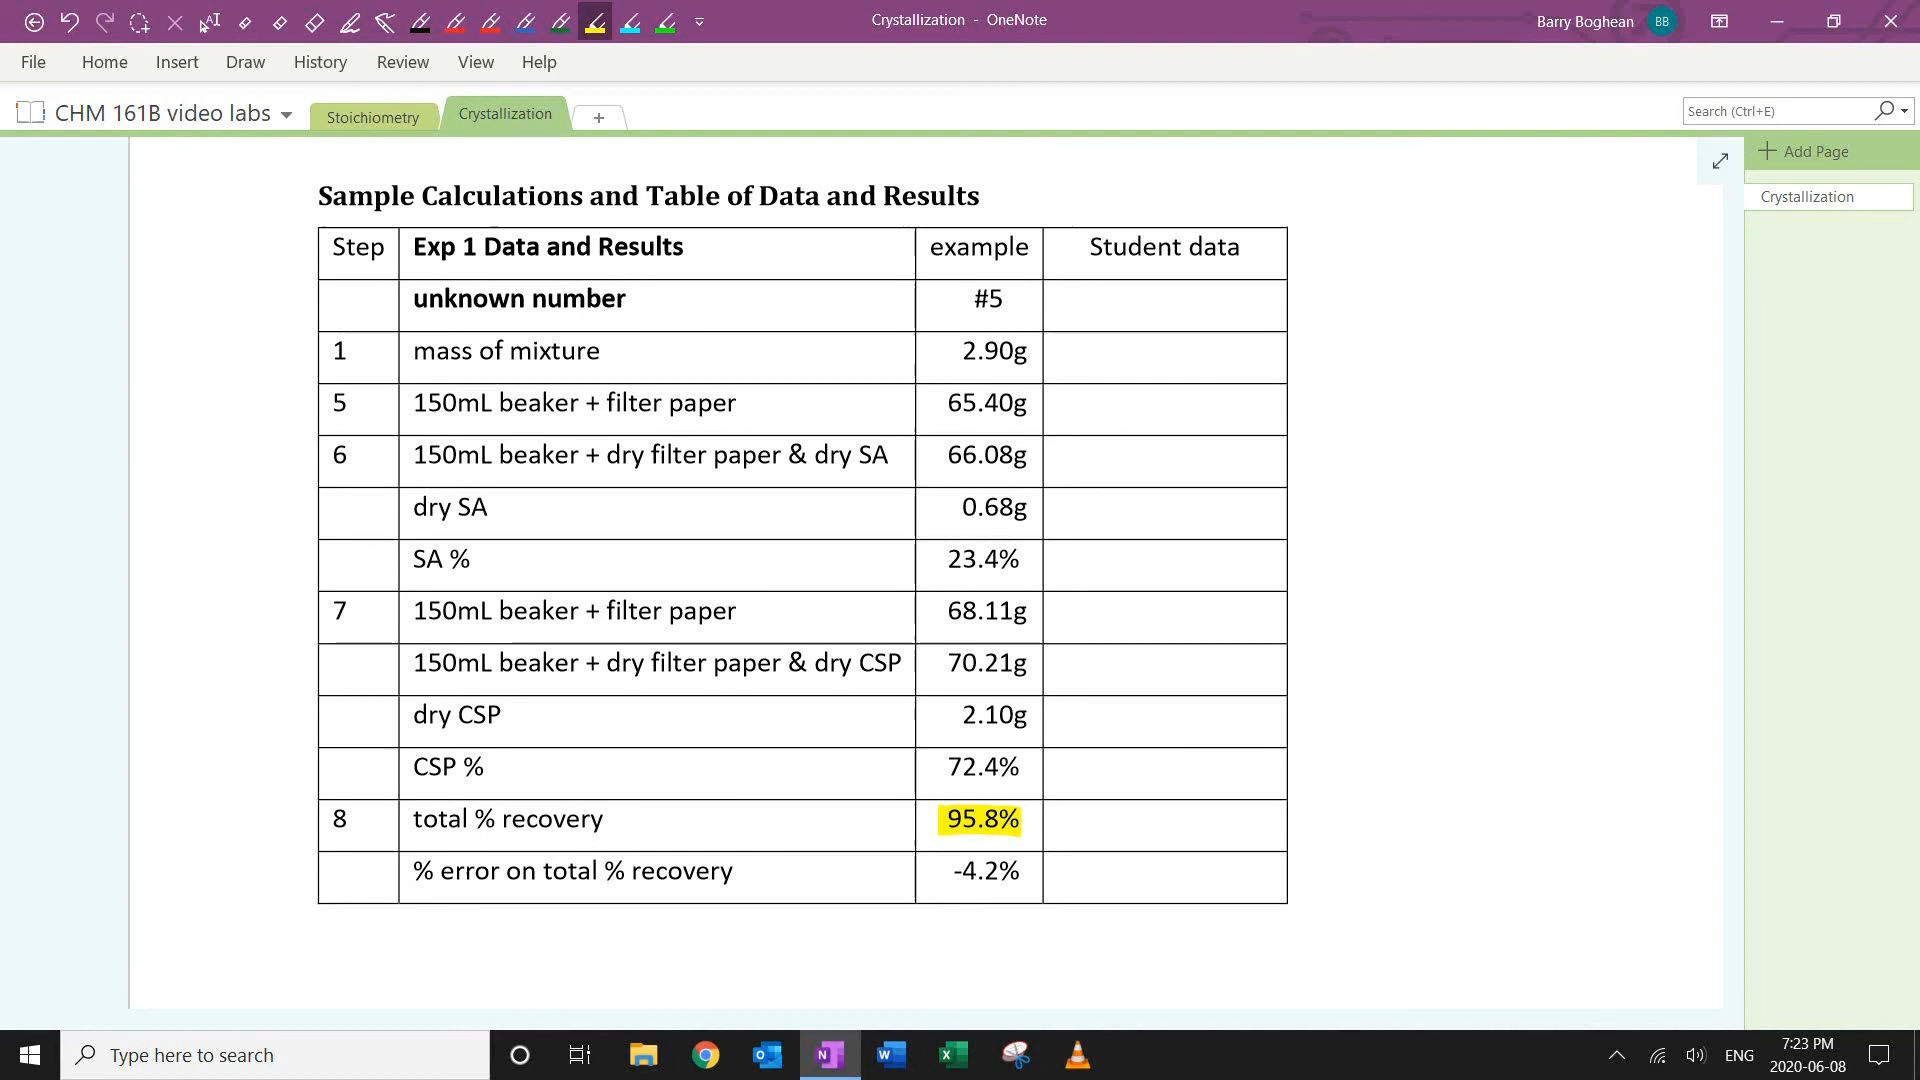 Crystallization - OneNote
Barry Boghean BB
File Home Insert Draw History Review View Help
CHM 161B video labs Stoichiometry Crystallization +
Search (Ctrl+E)
Add Page
Crystallization
Sample Calculations and Table of Data and Results
Step Exp 1 Data and Results example Student data
unknown number #5
1 mass of mixture 2.90g
5 150mL beaker + filter paper 65.40g
6 150mL beaker + dry filter paper & dry SA 66.08g
dry SA 0.68g
SA % 23.4%
7 150mL beaker + filter paper 68.11g
150mL beaker + dry filter paper & dry CSP 70.21g
dry CSP 2.10g
CSP % 72.4%
8 total % recovery 95.8%
% error on total % recovery -4.2%
Type here to search
ENG
7:23 PM
2020-06-08